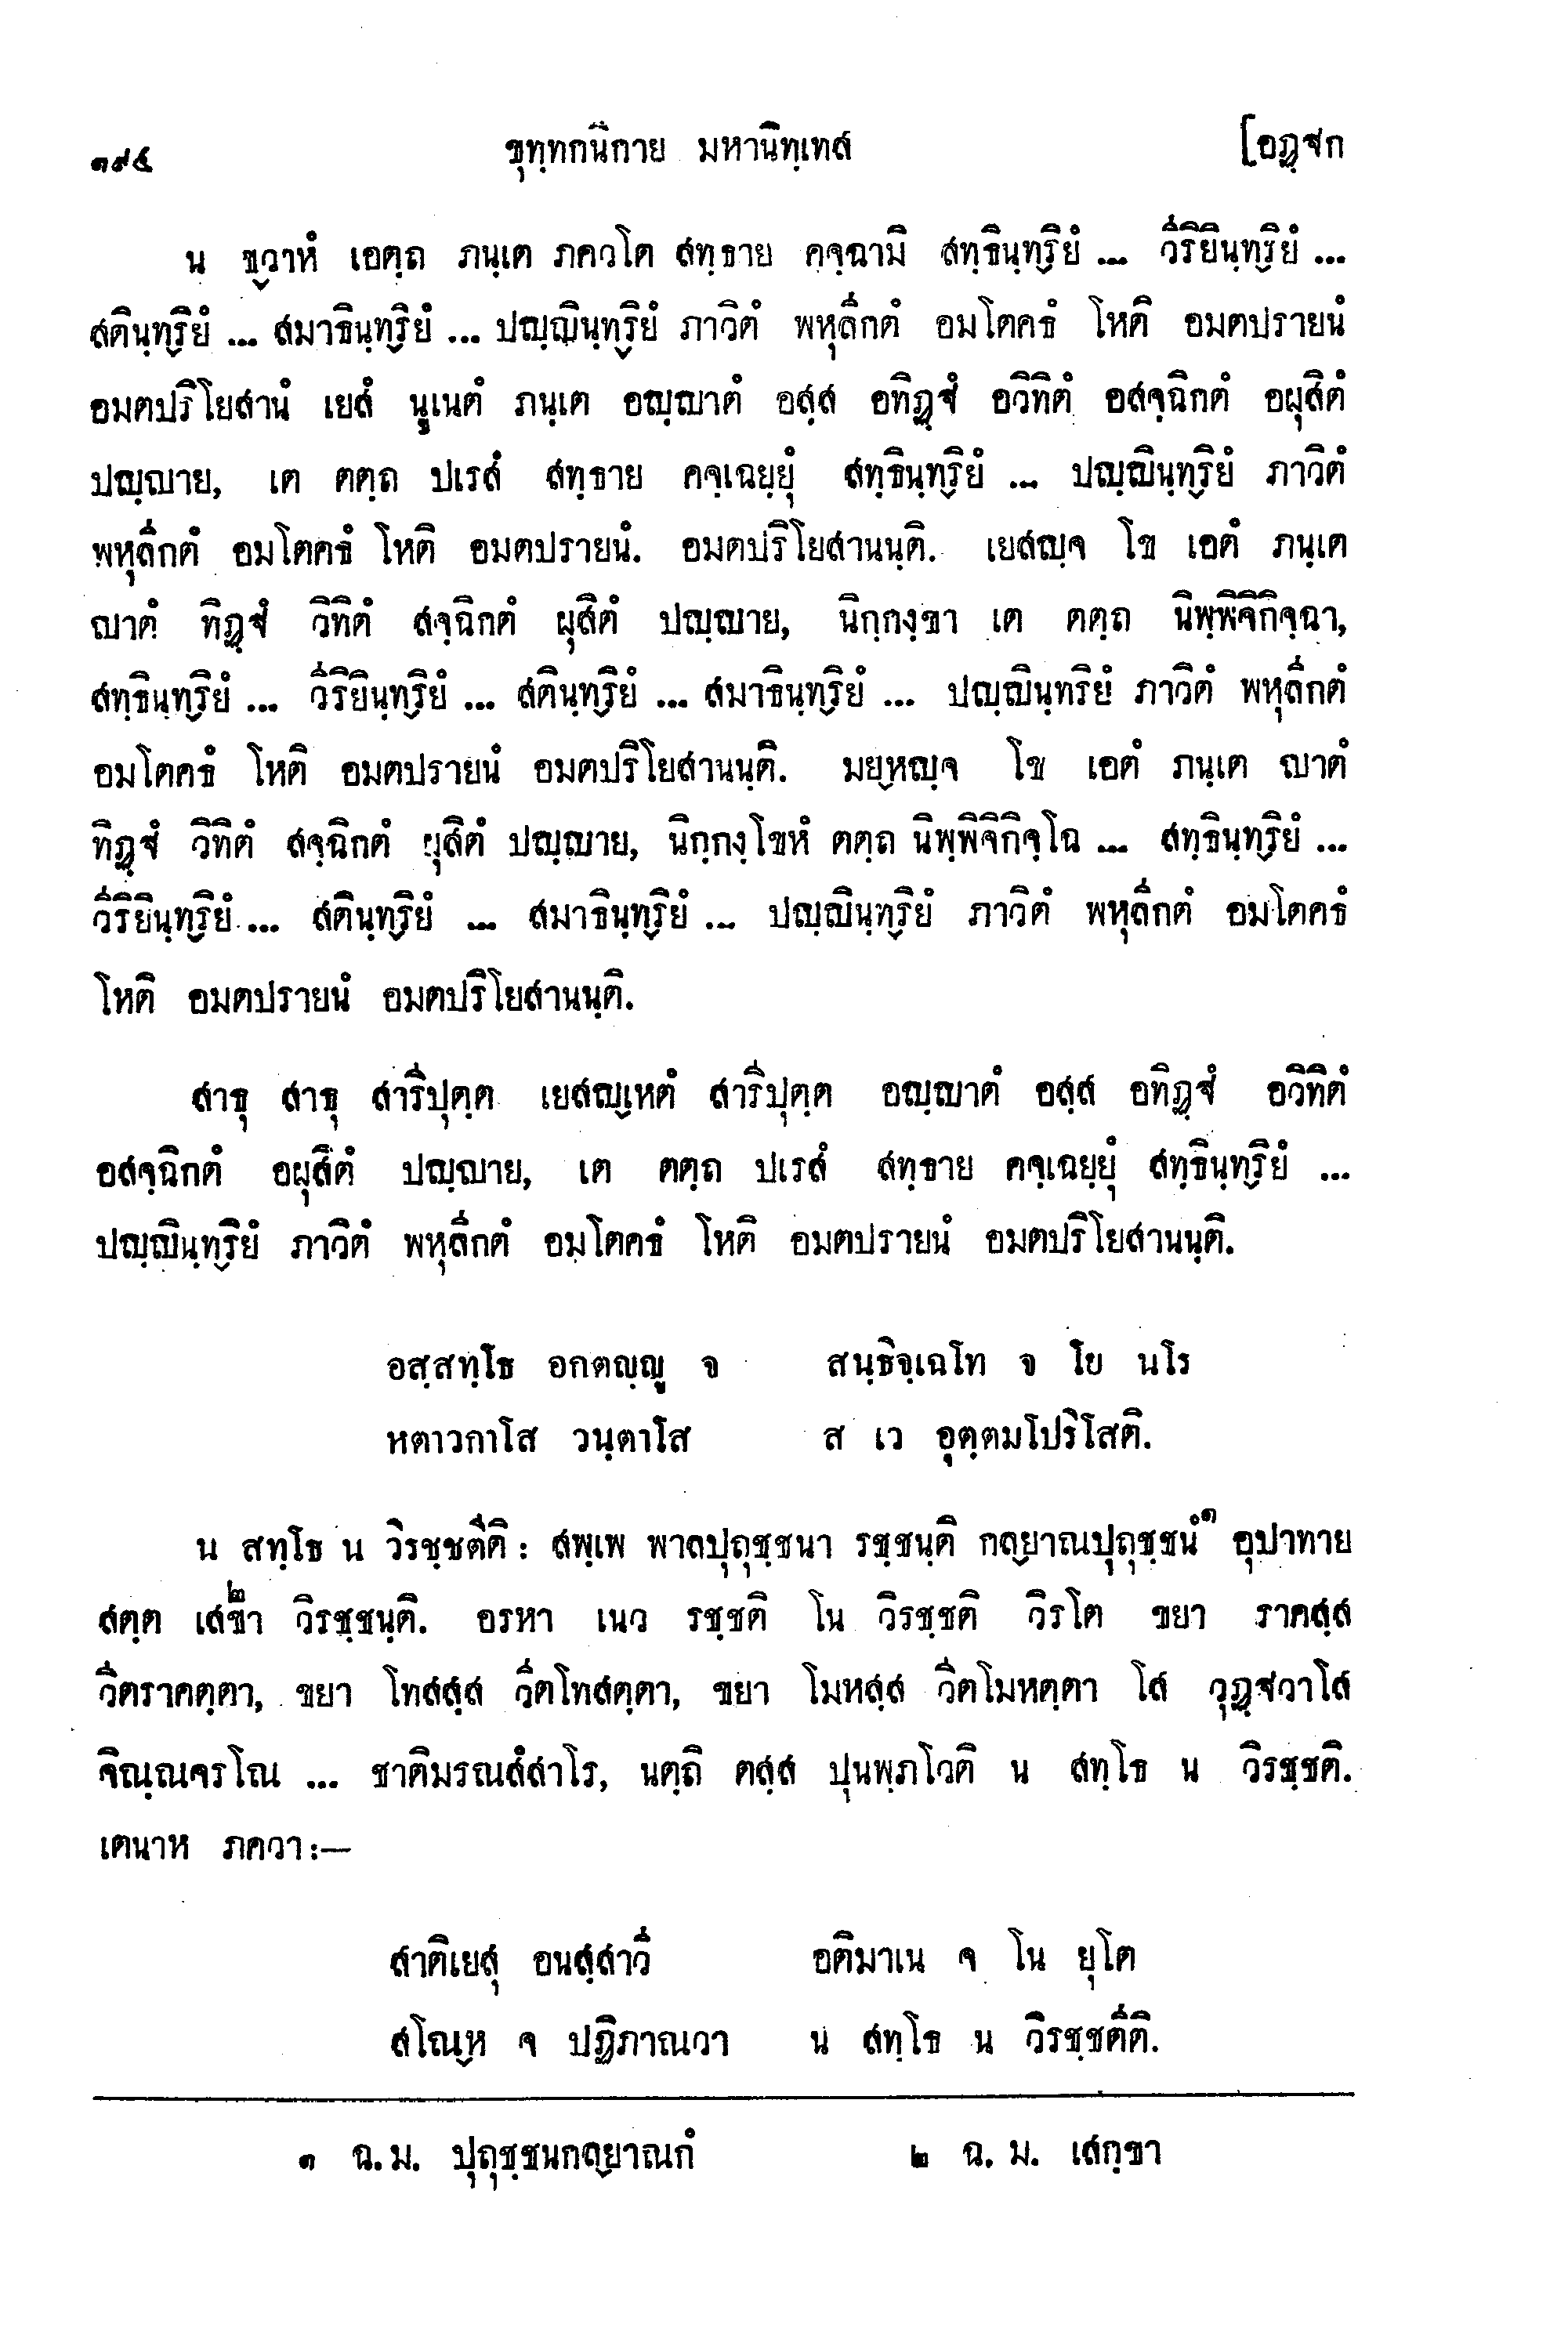 ๑๙๔ ขุทฺทกนิกาย มหานิทฺเทส [อฏฺฐก
น ขฺวาหํ เอตฺถ ภนฺเต ภควโต สทฺธาย คจฺฉามิ สทฺธินฺทฺริยํ ... วิริยินฺทฺริยํ ...
สตินฺทฺริยํ ... สมาธินฺทฺริยํ ... ปญฺญินฺทฺริยํ ภาวิตํ พหุลีกตํ อมโตคธํ โหติ อมตปรายนํ
อมตปริโยสานํ เยสํ นูเนตํ ภนฺเต อญฺญาตํ อสฺส อทิฏฺฐํ อวิทิตํ อสจฺฉิกตํ อผุสิตํ
ปญฺญาย, เต ตตฺถ ปเรสํ สทฺธาย คจฺเฉยฺยุํ สทฺธินฺทฺริยํ ... ปญฺญินฺทฺริยํ ภาวิตํ
พหุลีกตํ อมโตคธํ โหติ อมตปรายนํ. อมตปริโยสานนฺติ. เยสญฺจ โข เอตํ ภนฺเต
ญาตํ ทิฏฺฐํ วิทิตํ สจฺฉิกตํ ผุสิตํ ปญฺญาย, นิกฺกงฺขา เต ตตฺถ นิพฺพิจิกิจฺฉา,
สทฺธินฺทฺริยํ ... วิริยินฺทฺริยํ ... สตินฺทฺริยํ ... สมาธินฺทฺริยํ ... ปญฺญินฺทริยํ ภาวิตํ พหุลีกตํ
อมโตคธํ โหติ อมตปรายนํ อมตปริโยสานนฺติ. มยฺหญฺจ โข เอตํ ภนฺเต ญาตํ
ทิฏฺฐํ วิทิตํ สจฺฉิกตํ ผุสิตํ ปญฺญาย, นิกฺกงฺโขหํ ตตฺถ นิพฺพิจิกิจฺโฉ ... สทฺธินฺทฺริยํ ...
วิริยินฺทฺริยํ ... สตินฺทฺริยํ ... สมาธินฺทฺริยํ ... ปญฺญินฺทฺริยํ ภาวิตํ พหุลีกตํ อมโตคธํ
โหติ อมตปรายนํ อมตปริโยสานนฺติ.
สาธุ สาธุ สารีปุตฺต เยสญฺเหตํ สารีปุตฺต อญฺญาตํ อสฺส อทิฏฺฐํ อวิทิตํ
อสจฺฉิกตํ อผุสิตํ ปญฺญาย, เต ตตฺถ ปเรสํ สทฺธาย คจฺเฉยฺยุํ สทฺธินฺทฺริยํ ...
ปญฺญินฺทฺริยํ ภาวิตํ พหุลีกตํ อมโตคธํ โหติ อมตปรายนํ อมตปริโยสานนฺติ.
อสฺสทฺโธ อกตญฺญู จ สนฺธิจฺเฉโท จ โย นโร
หตาวกาโส วนฺตาโส ส เว อุตฺตมโปริโสติ.
น สทฺโธ น วิรชฺชตีติ : สพฺเพ พาลปุถุชฺชนา รชฺชนฺติ กลฺยาณปุถุชฺชนํ๑ อุปาทาย
สตฺต เสขา๒ วิรชฺชนฺติ. อรหา เนว รชฺชติ โน วิรชฺชติ วิรโต ขยา ราคสฺส
วีตราคตฺตา, ขยา โทสสฺส วีตโทสตฺตา, ขยา โมหสฺส วีตโมหตฺตา โส วุฏฺฐวาโส
จิณฺณจรโณ ... ชาติมรณสํสาโร, นตฺถิ ตสฺส ปุนพฺภโวติ น สทฺโธ น วิรชฺชติ.
เตนาห ภควา :—
สาติเยสุ อนสฺสาวี อติมาเน จ โน ยุโต
สโณฺห จ ปฏิภาณวา น สทฺโธ น วิรชฺชตีติ.
๑ ฉ.ม. ปุถุชฺชนกลฺยาณกํ ๒ ฉ. ม. เสกฺขา